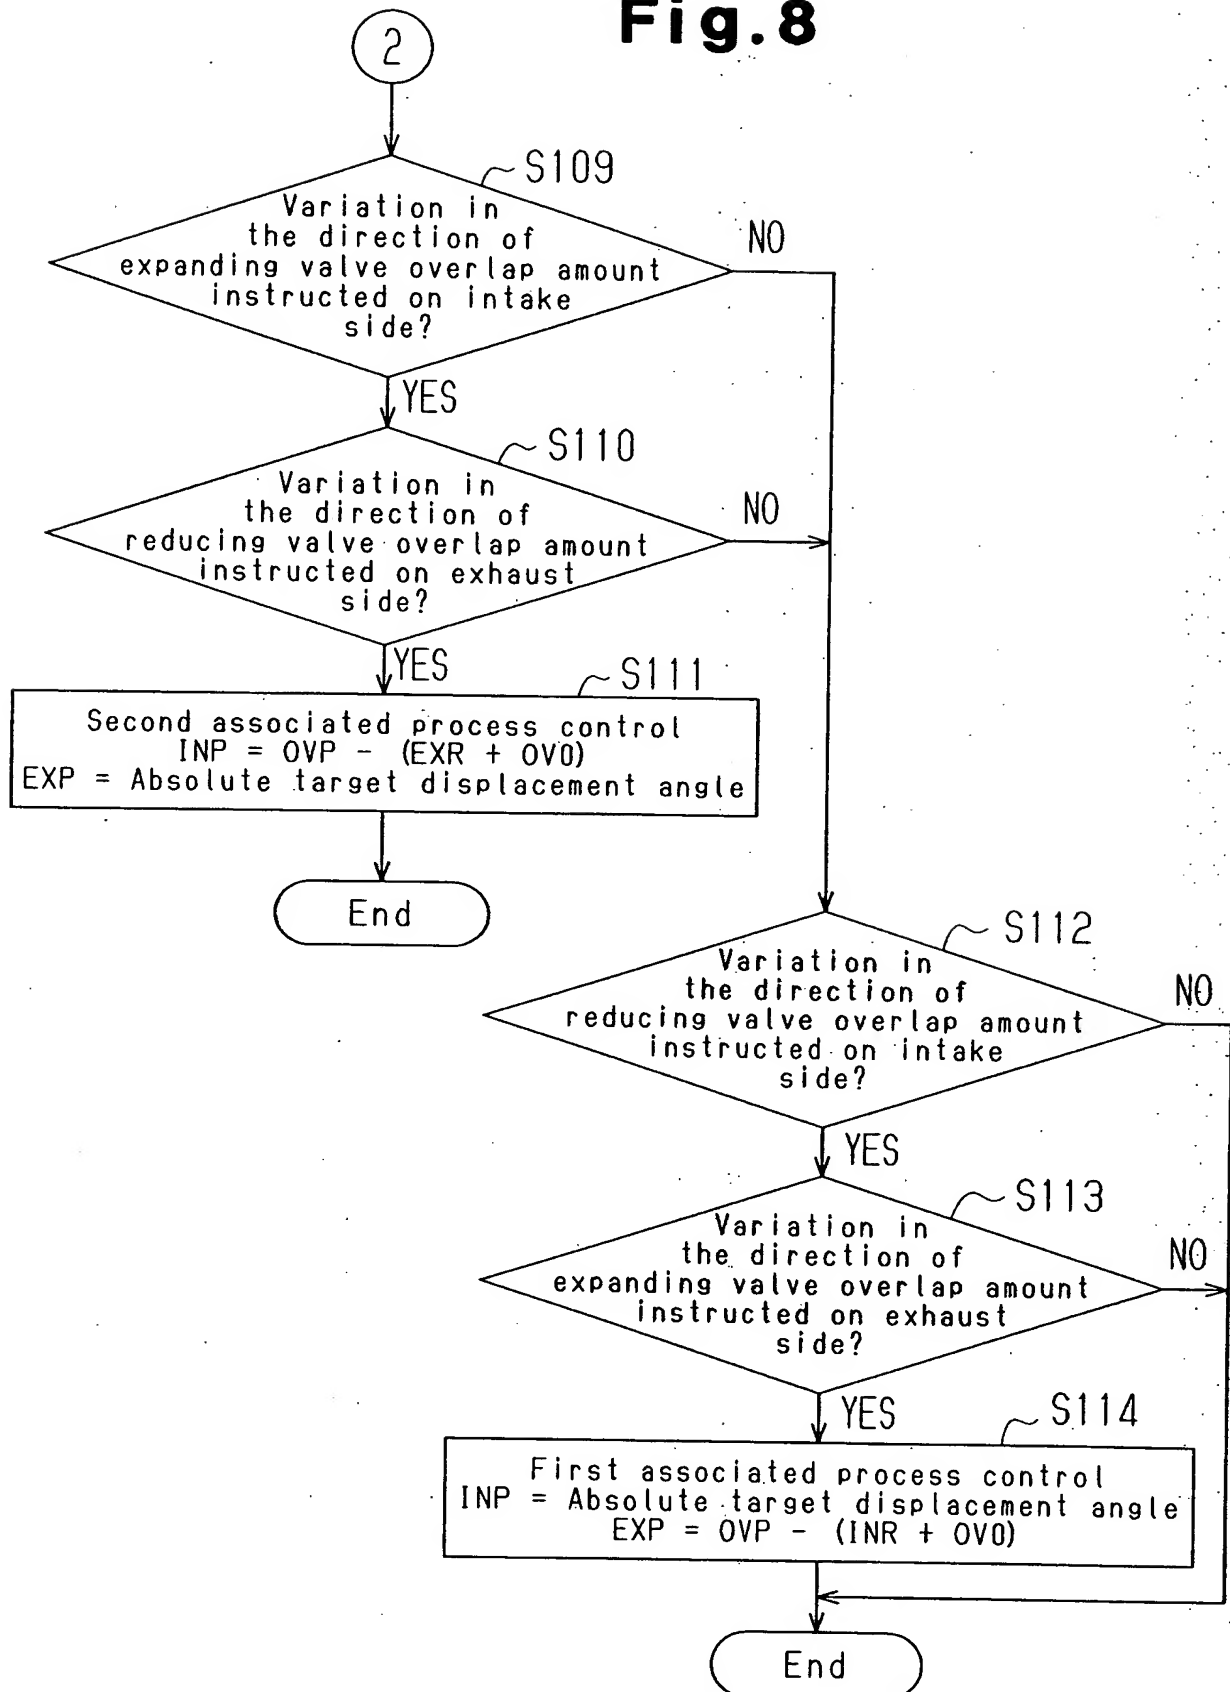 Fig.8
2
S109
Variation in
the direction of
expanding valve overlap amount
instructed on intake
side?
NO
YES
S110
Variation in
the direction of
reducing valve overlap amount
instructed on exhaust
side?
NO
YES
S111
Second associated process control
INP = OVP - (EXR + OVO)
EXP = Absolute target displacement angle
End
S112
Variation in
the direction of
reducing valve overlap amount
instructed on intake
side?
NO
YES
S113
Variation in
the direction of
expanding valve overlap amount
instructed on exhaust
side?
NO
YES
S114
First associated process control
INP = Absolute target displacement angle
EXP = OVP - (INR + OVO)
End